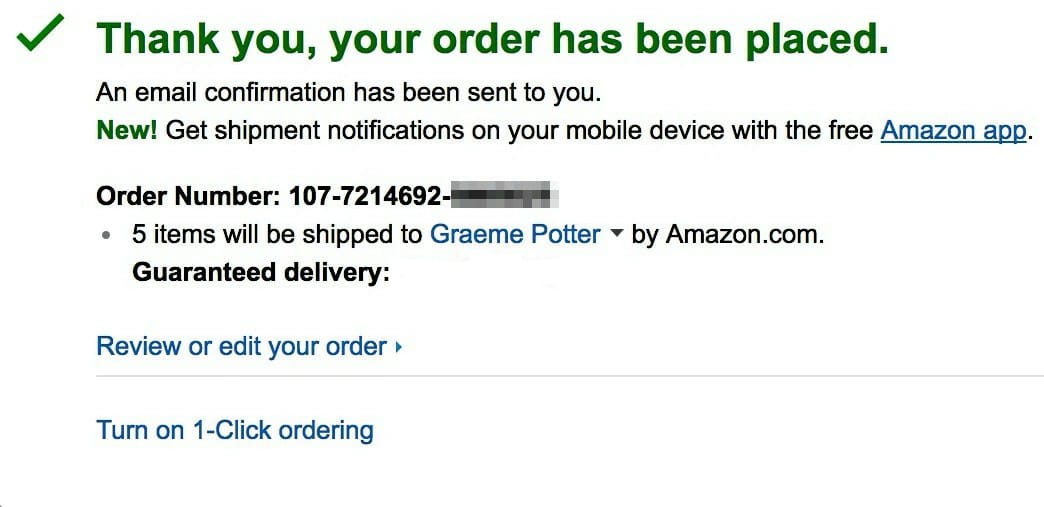 Thank you, your order has been placed.
An email confirmation has been sent to you.
New! Get shipment notifications on your mobile device with the free Amazon app.
Order Number: 107-7214692-
• 5 items will be shipped to Graeme Potter by Amazon.com.
Guaranteed delivery:
Review or edit your order
Turn on 1-Click ordering